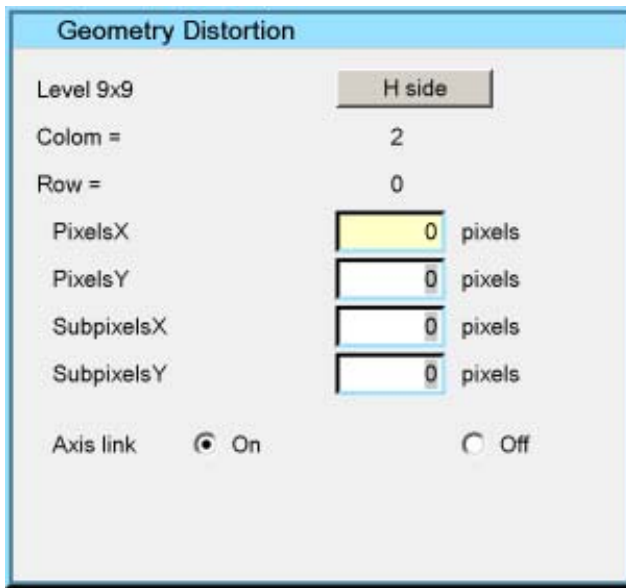 Geometry Distortion
Level 9x9 H side
Colom = 2
Row = 0
PixelsX 0 pixels
PixelsY 0 pixels
SubpixelsX 0 pixels
SubpixelsY 0 pixels
Axis link On Off